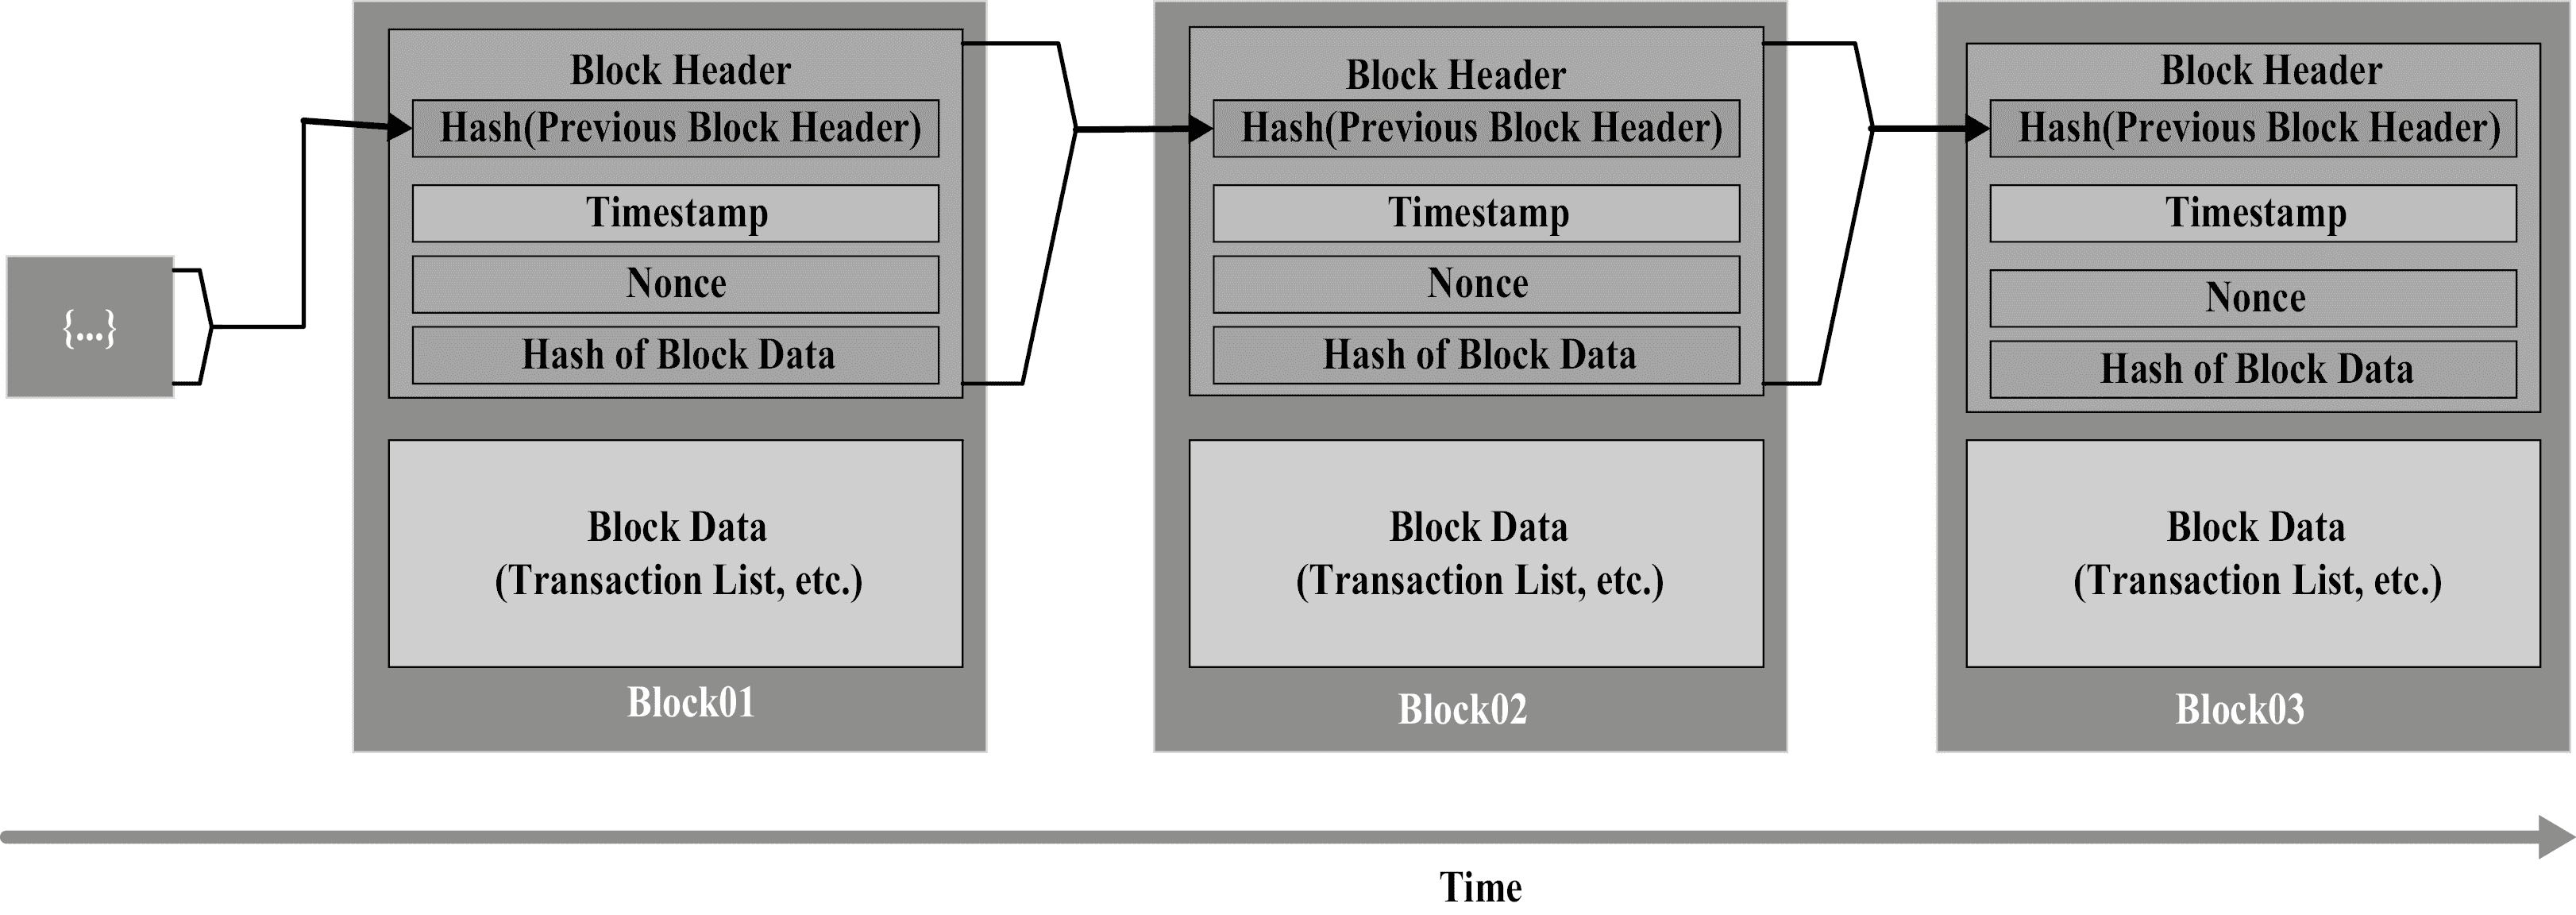 {...}
Block Header
Hash(Previous Block Header)
Timestamp
Nonce
Hash of Block Data
Block Data
(Transaction List, etc.)
Block01
Block Header
Hash(Previous Block Header)
Timestamp
Nonce
Hash of Block Data
Block Data
(Transaction List, etc.)
Block02
Block Header
Hash(Previous Block Header)
Timestamp
Nonce
Hash of Block Data
Block Data
(Transaction List, etc.)
Block03
Time